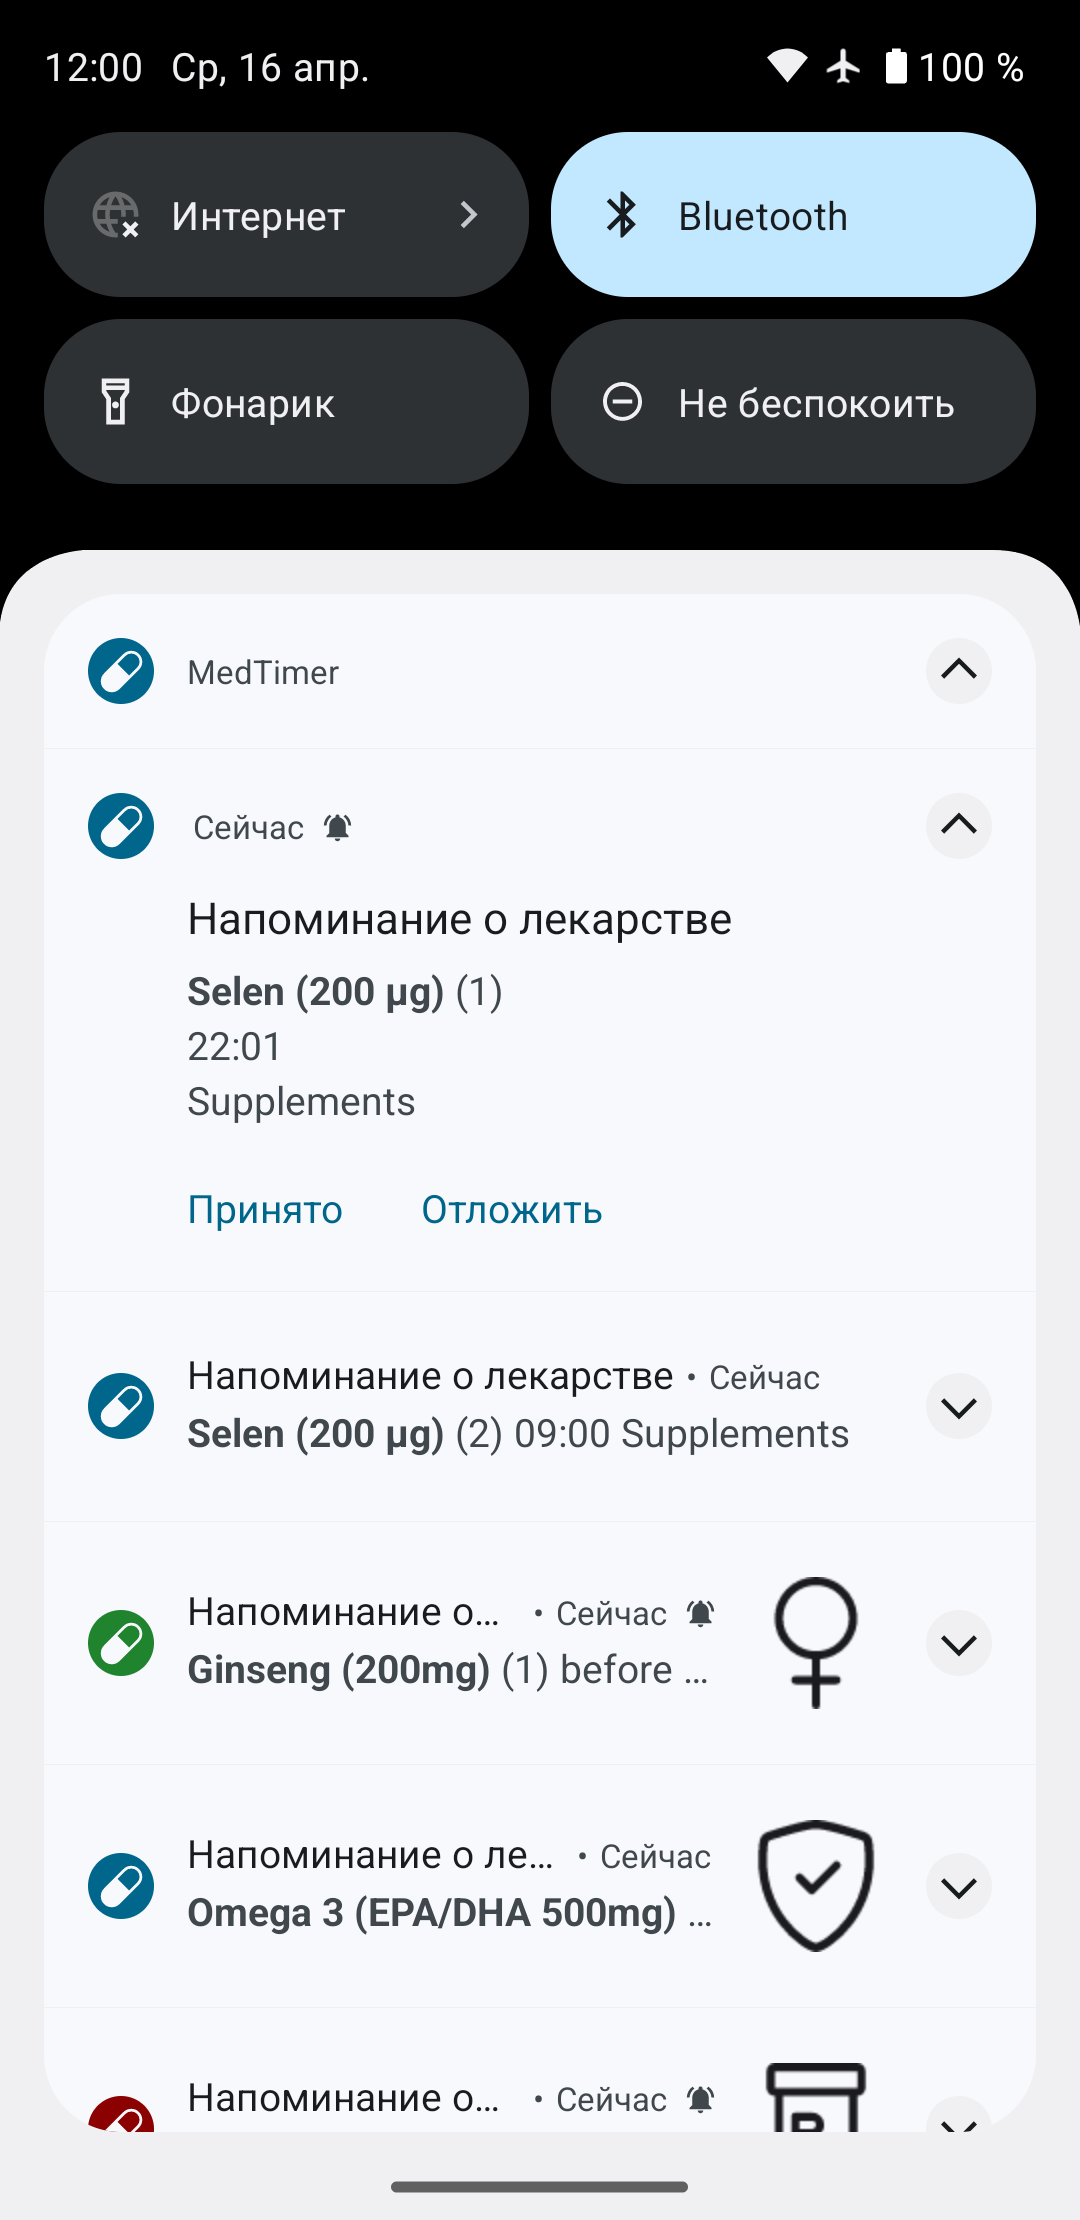 12:00 Ср, 16 апр. 100 %
Интернет
Bluetooth
Фонарик
Не беспокоить
MedTimer
Сейчас
Напоминание о лекарстве
Selen (200 µg) (1)
22:01
Supplements
Принято Отложить
Напоминание о лекарстве • Сейчас
Selen (200 µg) (2) 09:00 Supplements
Напоминание о… • Сейчас
Ginseng (200mg) (1) before …
Напоминание о ле… • Сейчас
Omega 3 (EPA/DHA 500mg) …
Напоминание о… • Сейчас